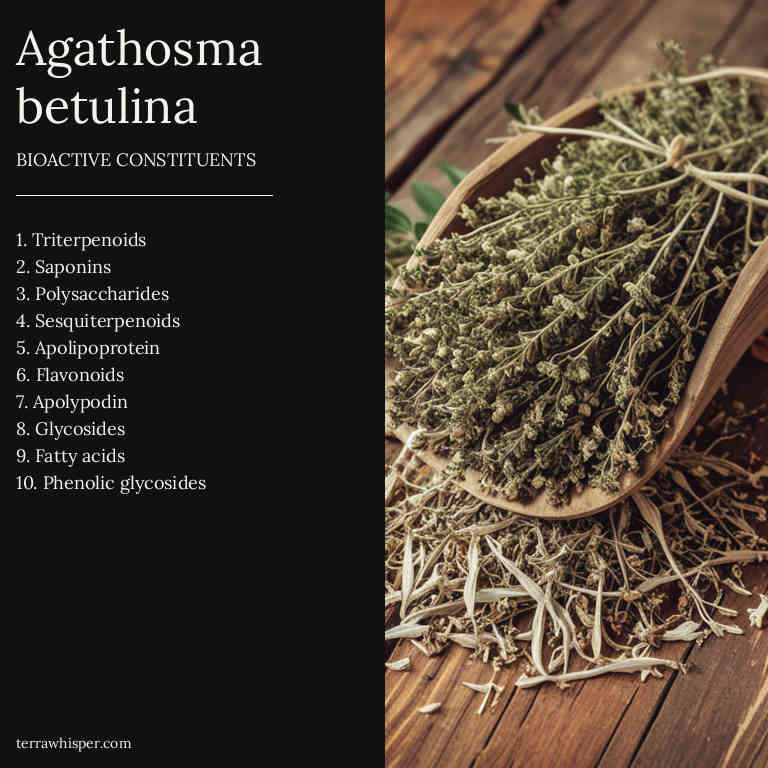 Agathosma
betulina
BIOACTIVE CONSTITUENTS
1. Triterpenoids
2. Saponins
3. Polysaccharides
4. Sesquiterpenoids
5. Apolipoprotein
6. Flavonoids
7. Apolypodin
8. Glycosides
9. Fatty acids
10. Phenolic glycosides
terrawhisper.com